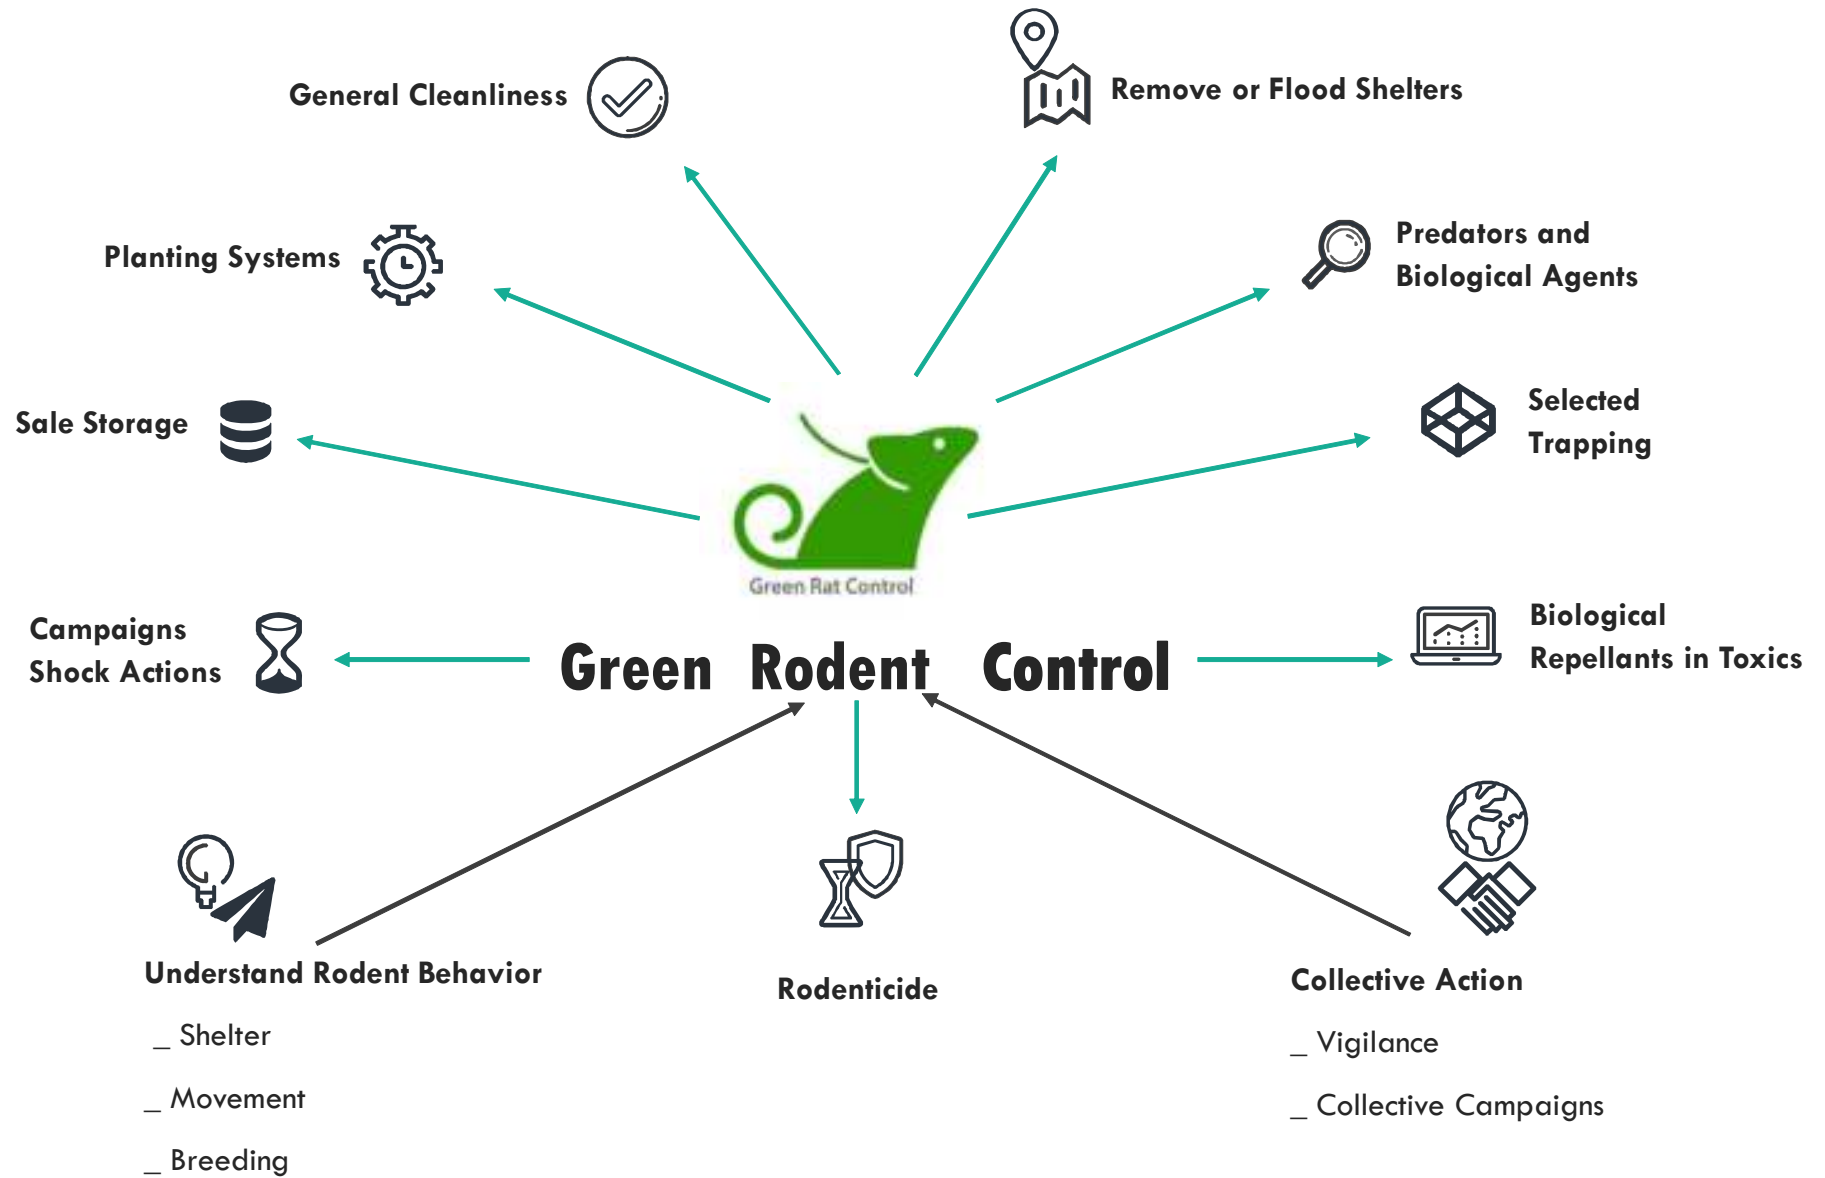 General Cleanliness
Remove or Flood Shelters
Planting Systems
Predators and
Biological Agents
Sale Storage
Selected
Trapping
Green Rat Control
Campaigns
Shock Actions
Green Rodent Control
Biological
Repellants in Toxics
Understand Rodent Behavior
_ Shelter
_ Movement
_ Breeding
Rodenticide
Collective Action
_ Vigilance
_ Collective Campaigns